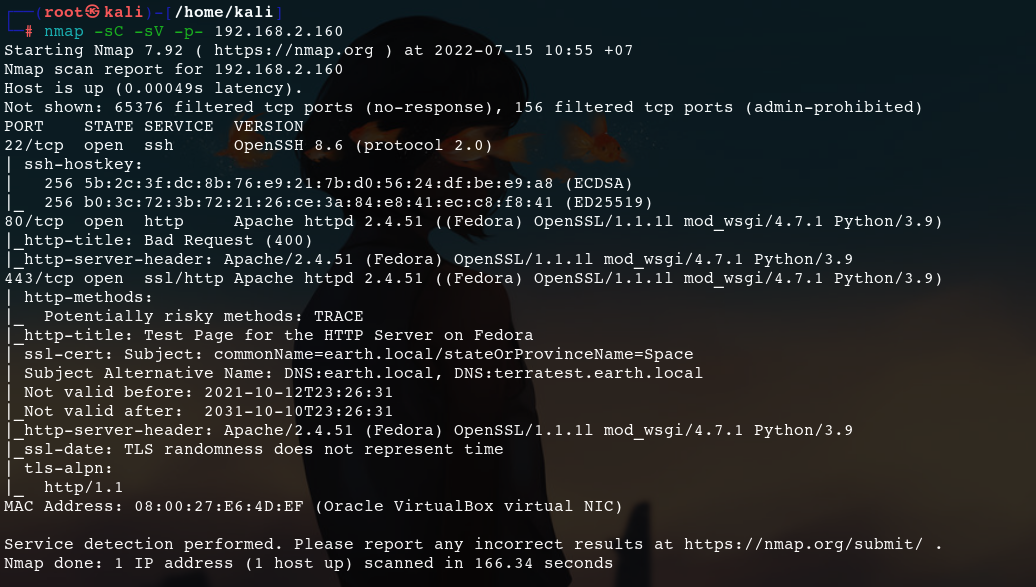 ┌──(root㉿kali)-[/home/kali]
└─# nmap -sC -sV -p- 192.168.2.160
Starting Nmap 7.92 ( https://nmap.org ) at 2022-07-15 10:55 +07
Nmap scan report for 192.168.2.160
Host is up (0.00049s latency).
Not shown: 65376 filtered tcp ports (no-response), 156 filtered tcp ports (admin-prohibited)
PORT    STATE SERVICE  VERSION
22/tcp  open  ssh      OpenSSH 8.6 (protocol 2.0)
| ssh-hostkey:
|   256 5b:2c:3f:dc:8b:76:e9:21:7b:d0:56:24:df:be:e9:a8 (ECDSA)
|_  256 b0:3c:72:3b:72:21:26:ce:3a:84:e8:41:ec:c8:f8:41 (ED25519)
80/tcp  open  http     Apache httpd 2.4.51 ((Fedora) OpenSSL/1.1.1l mod_wsgi/4.7.1 Python/3.9)
|_http-title: Bad Request (400)
|_http-server-header: Apache/2.4.51 (Fedora) OpenSSL/1.1.1l mod_wsgi/4.7.1 Python/3.9
443/tcp open  ssl/http Apache httpd 2.4.51 ((Fedora) OpenSSL/1.1.1l mod_wsgi/4.7.1 Python/3.9)
| http-methods:
|_  Potentially risky methods: TRACE
|_http-title: Test Page for the HTTP Server on Fedora
| ssl-cert: Subject: commonName=earth.local/stateOrProvinceName=Space
| Subject Alternative Name: DNS:earth.local, DNS:terratest.earth.local
| Not valid before: 2021-10-12T23:26:31
|_Not valid after:  2031-10-10T23:26:31
|_http-server-header: Apache/2.4.51 (Fedora) OpenSSL/1.1.1l mod_wsgi/4.7.1 Python/3.9
|_ssl-date: TLS randomness does not represent time
| tls-alpn:
|_  http/1.1
MAC Address: 08:00:27:E6:4D:EF (Oracle VirtualBox virtual NIC)

Service detection performed. Please report any incorrect results at https://nmap.org/submit/ .
Nmap done: 1 IP address (1 host up) scanned in 166.34 seconds